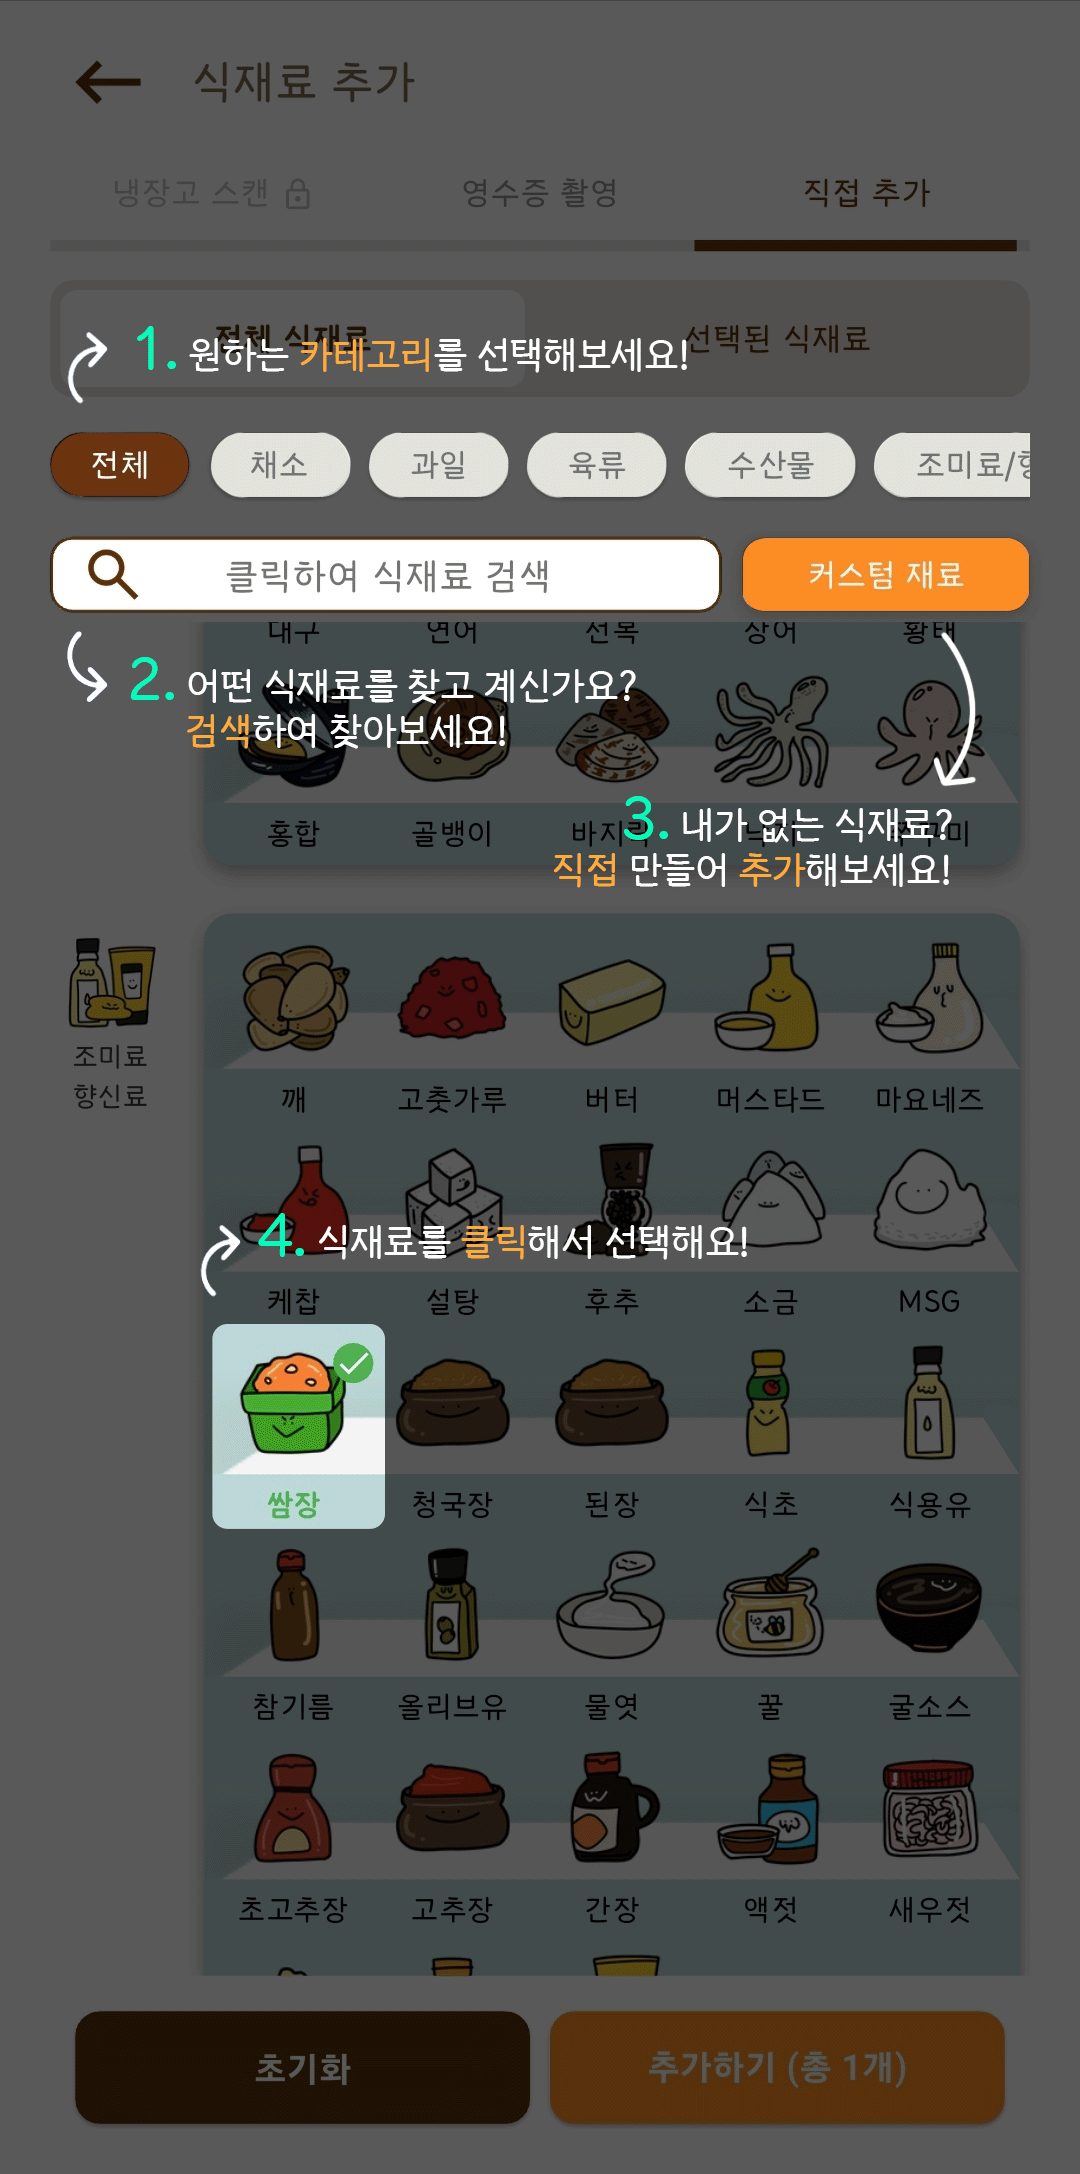 식재료 추가
냉장고 스캔
영수증 촬영
직접 추가
전체 식재료
선택된 식재료
1. 원하는 카테고리를 선택해보세요!
전체
채소
과일
육류
수산물
조미료/향
클릭하여 식재료 검색
커스텀 재료
대구
연어
전복
장어
황태
2. 어떤 식재료를 찾고 계신가요?
검색하여 찾아보세요!
홍합
골뱅이
바지락
낙지
쭈꾸미
3. 내가 없는 식재료?
직접 만들어 추가해보세요!
조미료
향신료
깨
고춧가루
버터
머스타드
마요네즈
4. 식재료를 클릭해서 선택해요!
케찹
설탕
후추
소금
MSG
쌈장
청국장
된장
식초
식용유
참기름
올리브유
물엿
꿀
굴소스
초고추장
고추장
간장
액젓
새우젓
초기화
추가하기 (총 1개)